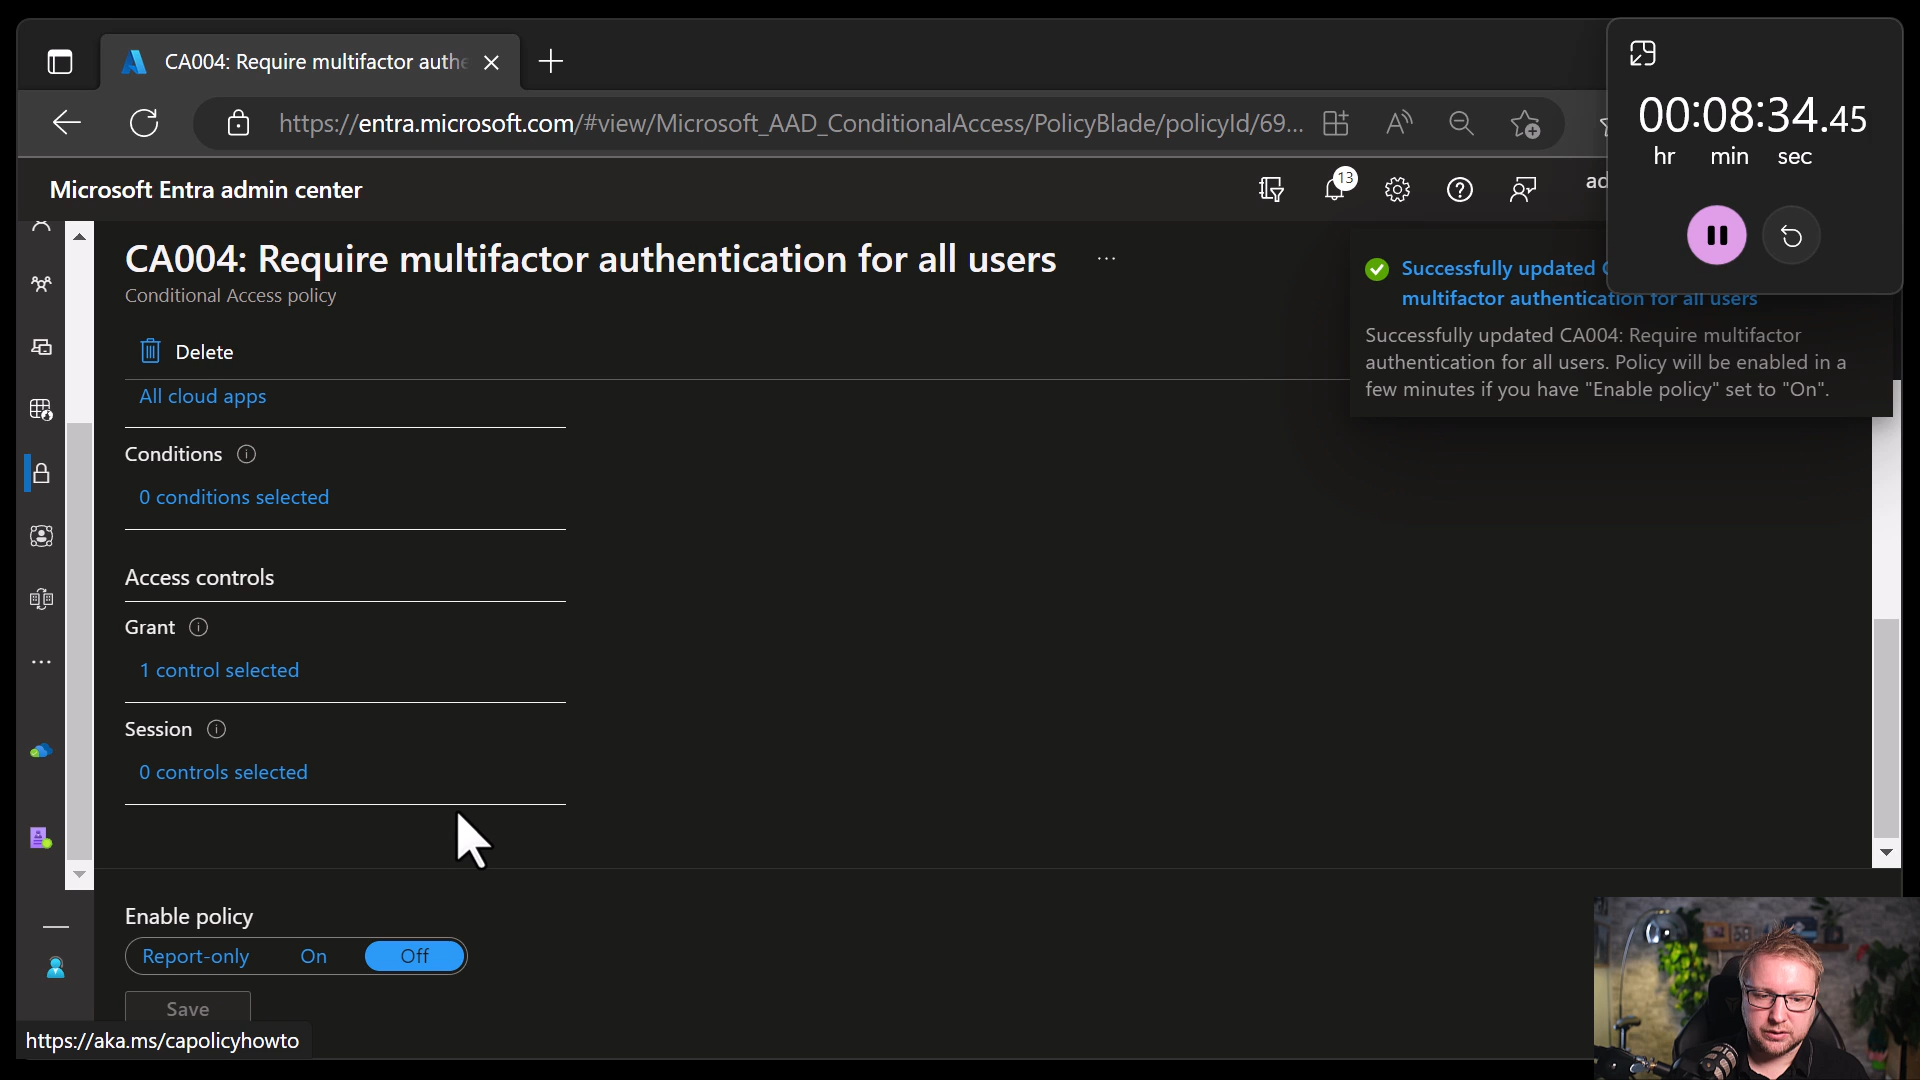 CA004: Require multifactor authe
https://entra.microsoft.com/#view/Microsoft_AAD_ConditionalAccess/PolicyBlade/policyId/69...
00:08:34.45
hr min sec
Microsoft Entra admin center
13
ad
CA004: Require multifactor authentication for all users ...
Conditional Access policy
Successfully updated
multifactor authentication for all users
Successfully updated CA004: Require multifactor
authentication for all users. Policy will be enabled in a
few minutes if you have "Enable policy" set to "On".
Delete
All cloud apps
Conditions
0 conditions selected
Access controls
Grant
1 control selected
Session
0 controls selected
Enable policy
Report-only On Off
Save
https://aka.ms/capolicyhowto